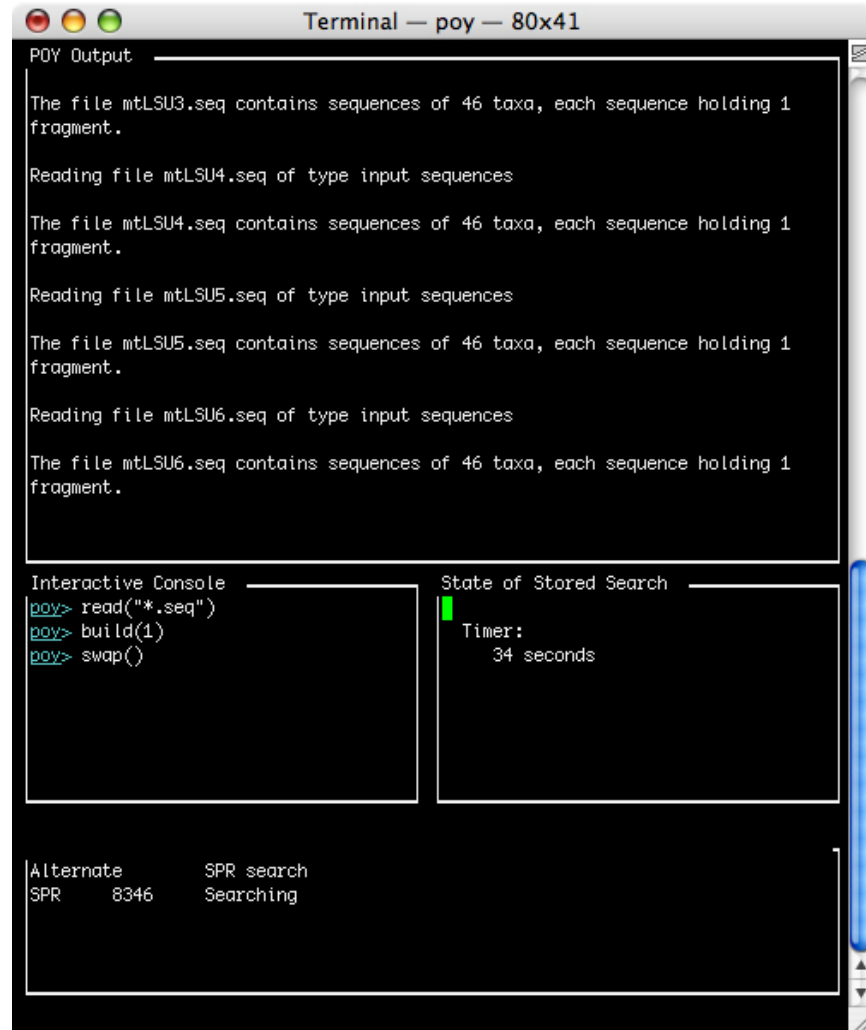 Terminal — poy — 80x41
POY Output
The file mtLSU3.seq contains sequences of 46 taxa, each sequence holding 1
fragment.
Reading file mtLSU4.seq of type input sequences
The file mtLSU4.seq contains sequences of 46 taxa, each sequence holding 1
fragment.
Reading file mtLSU5.seq of type input sequences
The file mtLSU5.seq contains sequences of 46 taxa, each sequence holding 1
fragment.
Reading file mtLSU6.seq of type input sequences
The file mtLSU6.seq contains sequences of 46 taxa, each sequence holding 1
fragment.
Interactive Console
poy> read("*.seq")
poy> build(1)
poy> swap()
State of Stored Search
Timer:
34 seconds
Alternate SPR search
SPR 8346 Searching